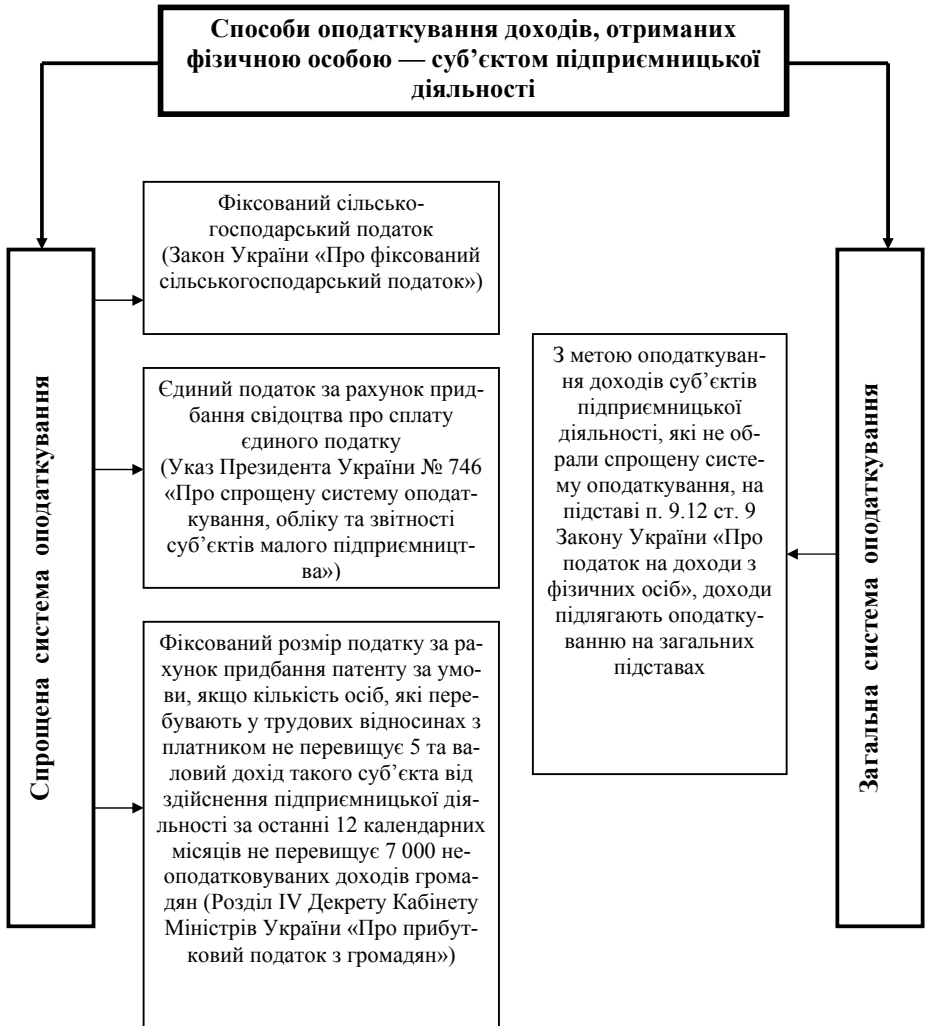 Способи оподаткування доходів, отриманих
фізичною особою — суб’єктом підприємницької
діяльності
Спрощена система оподаткування
Фіксований сільсько-
господарський податок
(Закон України «Про фіксований
сільськогосподарський податок»)
Єдиний податок за рахунок прид-
бання свідоцтва про сплату
єдиного податку
(Указ Президента України № 746
«Про спрощену систему оподат-
кування, обліку та звітності
суб’єктів малого підприємницт-
ва»)
Фіксований розмір податку за ра-
хунок придбання патенту за умо-
ви, якщо кількість осіб, які пере-
бувають у трудових відносинах з
платником не перевищує 5 та ва-
ловий дохід такого суб’єкта від
здійснення підприємницької дія-
льності за останні 12 календарних
місяців не перевищує 7 000 не-
оподатковуваних доходів грома-
дян (Розділ IV Декрету Кабінету
Міністрів України «Про прибут-
ковий податок з громадян»)
З метою оподаткуван-
ня доходів суб’єктів
підприємницької
діяльності, які не об-
рали спрощену систе-
му оподаткування, на
підставі п. 9.12 ст. 9
Закону України «Про
податок на доходи з
фізичних осіб», доходи
підлягають оподатку-
ванню на загальних
підставах
Загальна система оподаткування